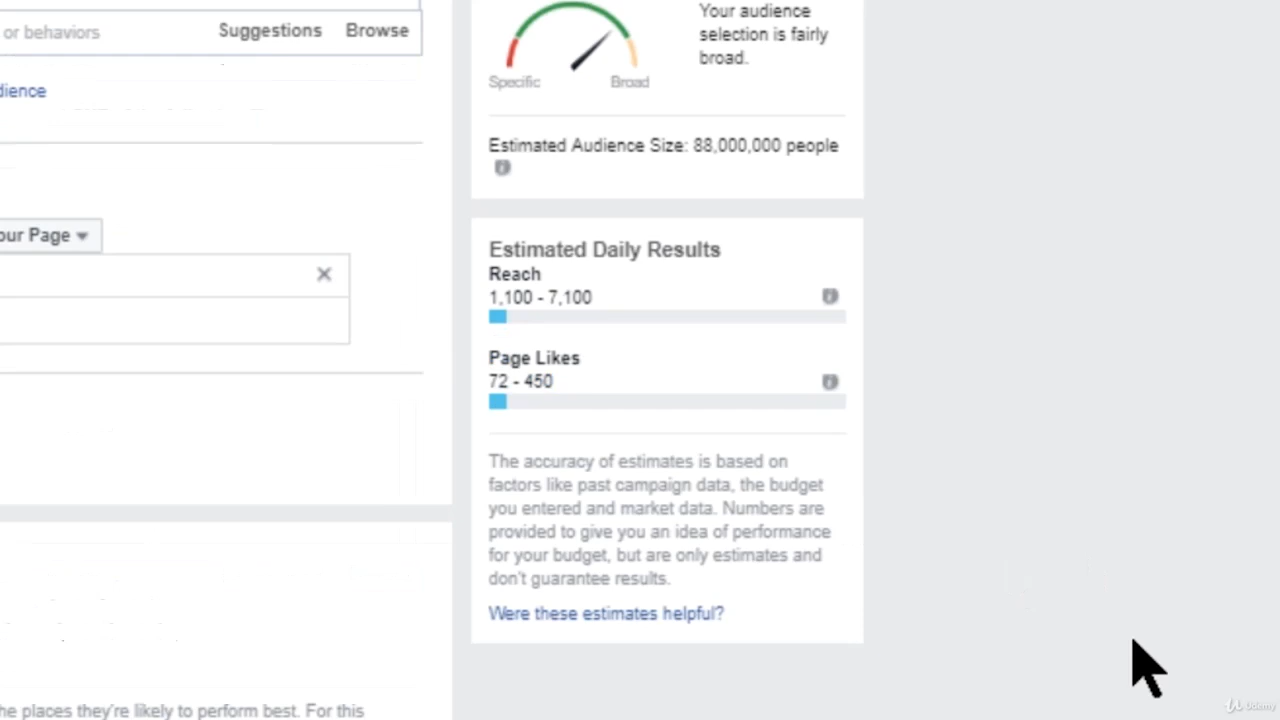 or behaviors Suggestions Browse
dience
our Page
he places they're likely to perform best. For this
Your audience
selection is fairly
broad.
Specific Broad
Estimated Audience Size: 88,000,000 people
Estimated Daily Results
Reach
1,100 - 7,100
Page Likes
72 - 450
The accuracy of estimates is based on
factors like past campaign data, the budget
you entered and market data. Numbers are
provided to give you an idea of performance
for your budget, but are only estimates and
don't guarantee results.
Were these estimates helpful?
Udemy